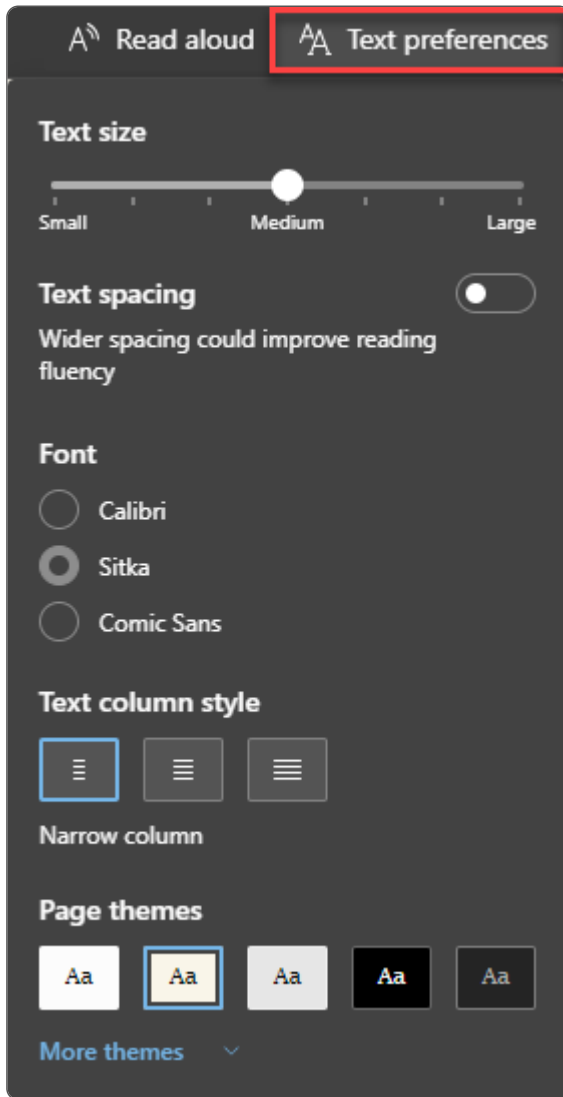 Read aloud Text preferences
Text size
Small Medium Large
Text spacing
Wider spacing could improve reading
fluency
Font
Calibri
Sitka
Comic Sans
Text column style
Narrow column
Page themes
Aa Aa Aa Aa Aa
More themes